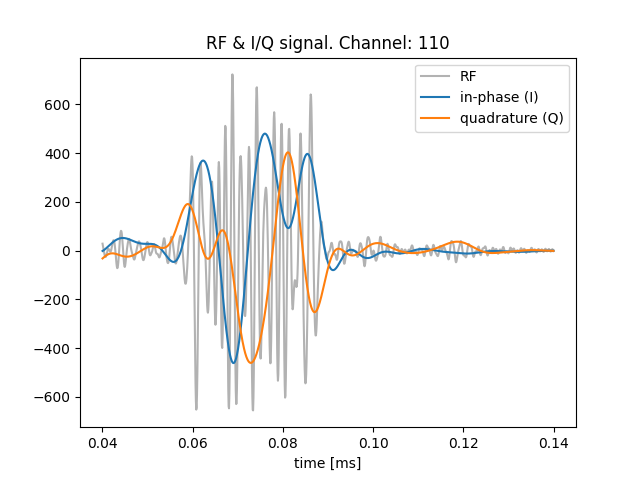 RF & I/Q signal. Channel: 110
RF
in-phase (I)
quadrature (Q)
600
400
200
0
−200
−400
−600
0.04
0.06
0.08
0.10
0.12
0.14
time [ms]